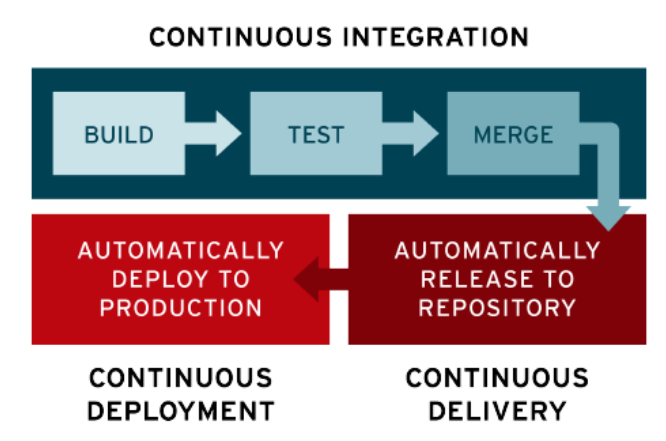 CONTINUOUS INTEGRATION
BUILD
TEST
MERGE
AUTOMATICALLY
RELEASE TO
REPOSITORY
CONTINUOUS
DELIVERY
AUTOMATICALLY
DEPLOY TO
PRODUCTION
CONTINUOUS
DEPLOYMENT